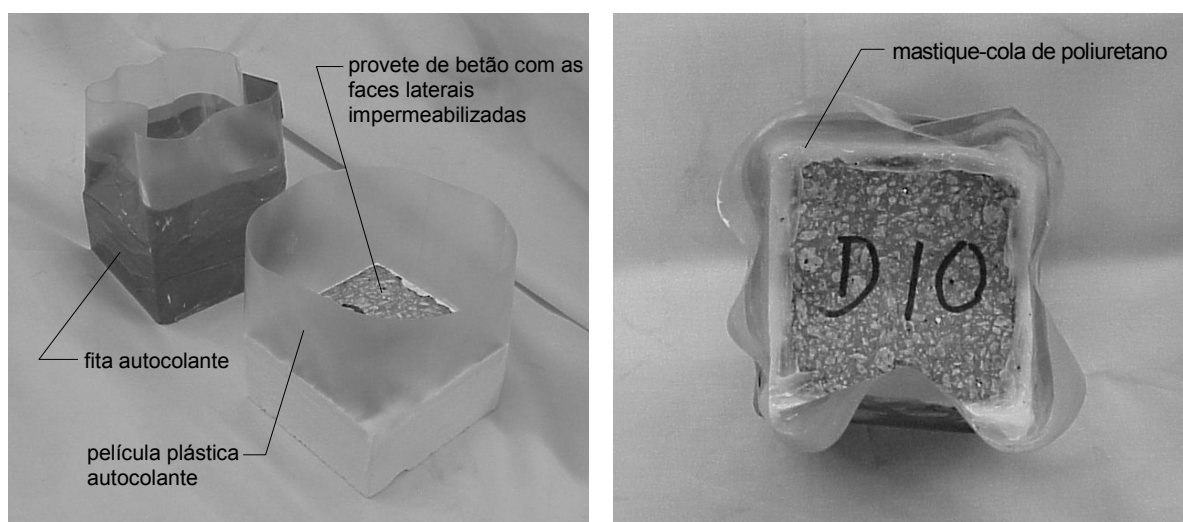 provete de betão com as
faces laterais
impermeabilizadas
fita autocolante
película plástica
autocolante
mastique-cola de poliuretano
D10